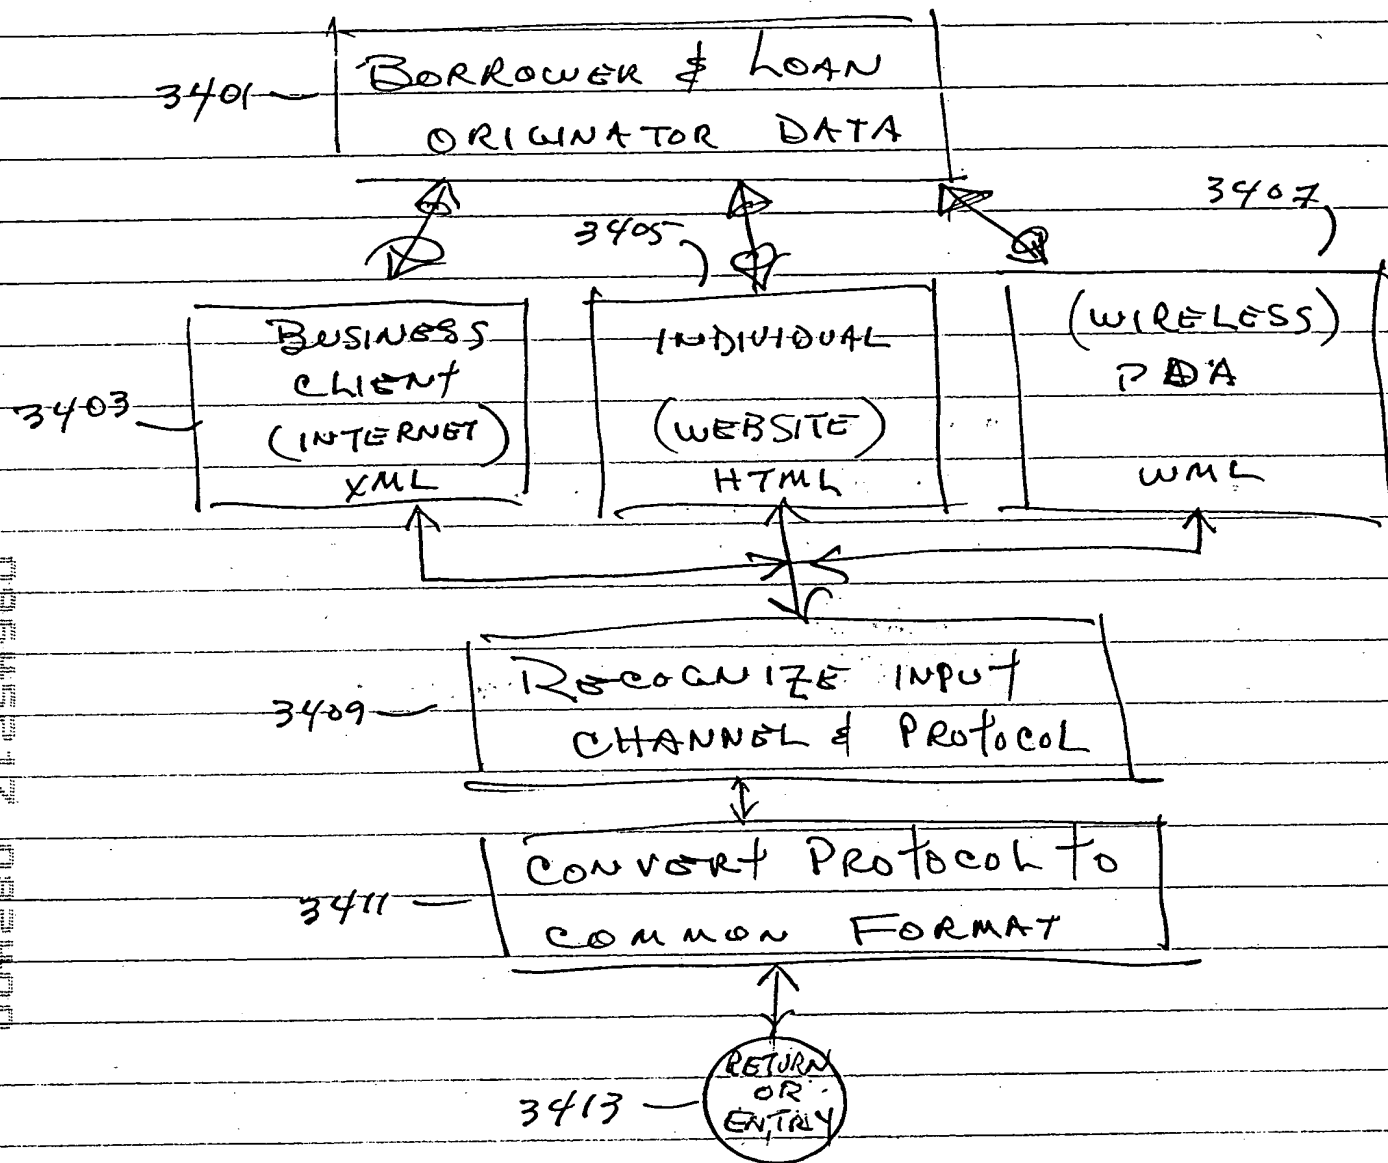 BORROWER & LOAN
3401
ORIGINATOR DATA
3405
3407
BUSINESS
CLIENT
(INTERNET)
XML
3403
INDIVIDUAL
(WEBSITE)
HTML
(WIRELESS)
PDA
WML
RECOGNIZE INPUT
3409
CHANNEL & PROTOCOL
CONVERT PROTOCOL TO
3411
COMMON FORMAT
RETURN
OR
ENTRY
3413